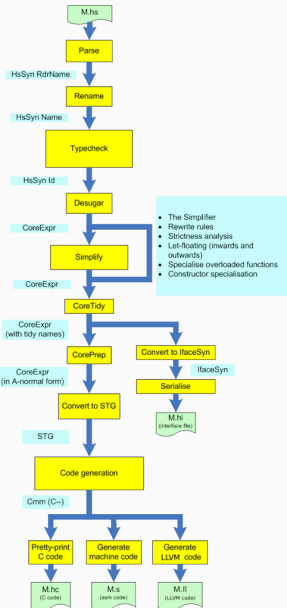 M.hs
Parse
HsSyn RdrName
Rename
HsSyn Name
Typecheck
HsSyn Id
Desugar
CoreExpr
• The Simplifier
• Rewrite rules
• Strictness analysis
• Let-floating (inwards and
outwards)
• Specialise overloaded functions
• Constructor specialisation
Simplify
CoreExpr
CoreTidy
CoreExpr
(with tidy names)
CorePrep
Convert to IfaceSyn
CoreExpr
(in A-normal form)
IfaceSyn
Serialise
Convert to STG
M.hi
(interface file)
STG
Code generation
Cmm (C--)
Pretty-print
C code
Generate
machine code
Generate
LLVM code
M.hc
(C code)
M.s
(asm code)
M.ll
(LLVM code)